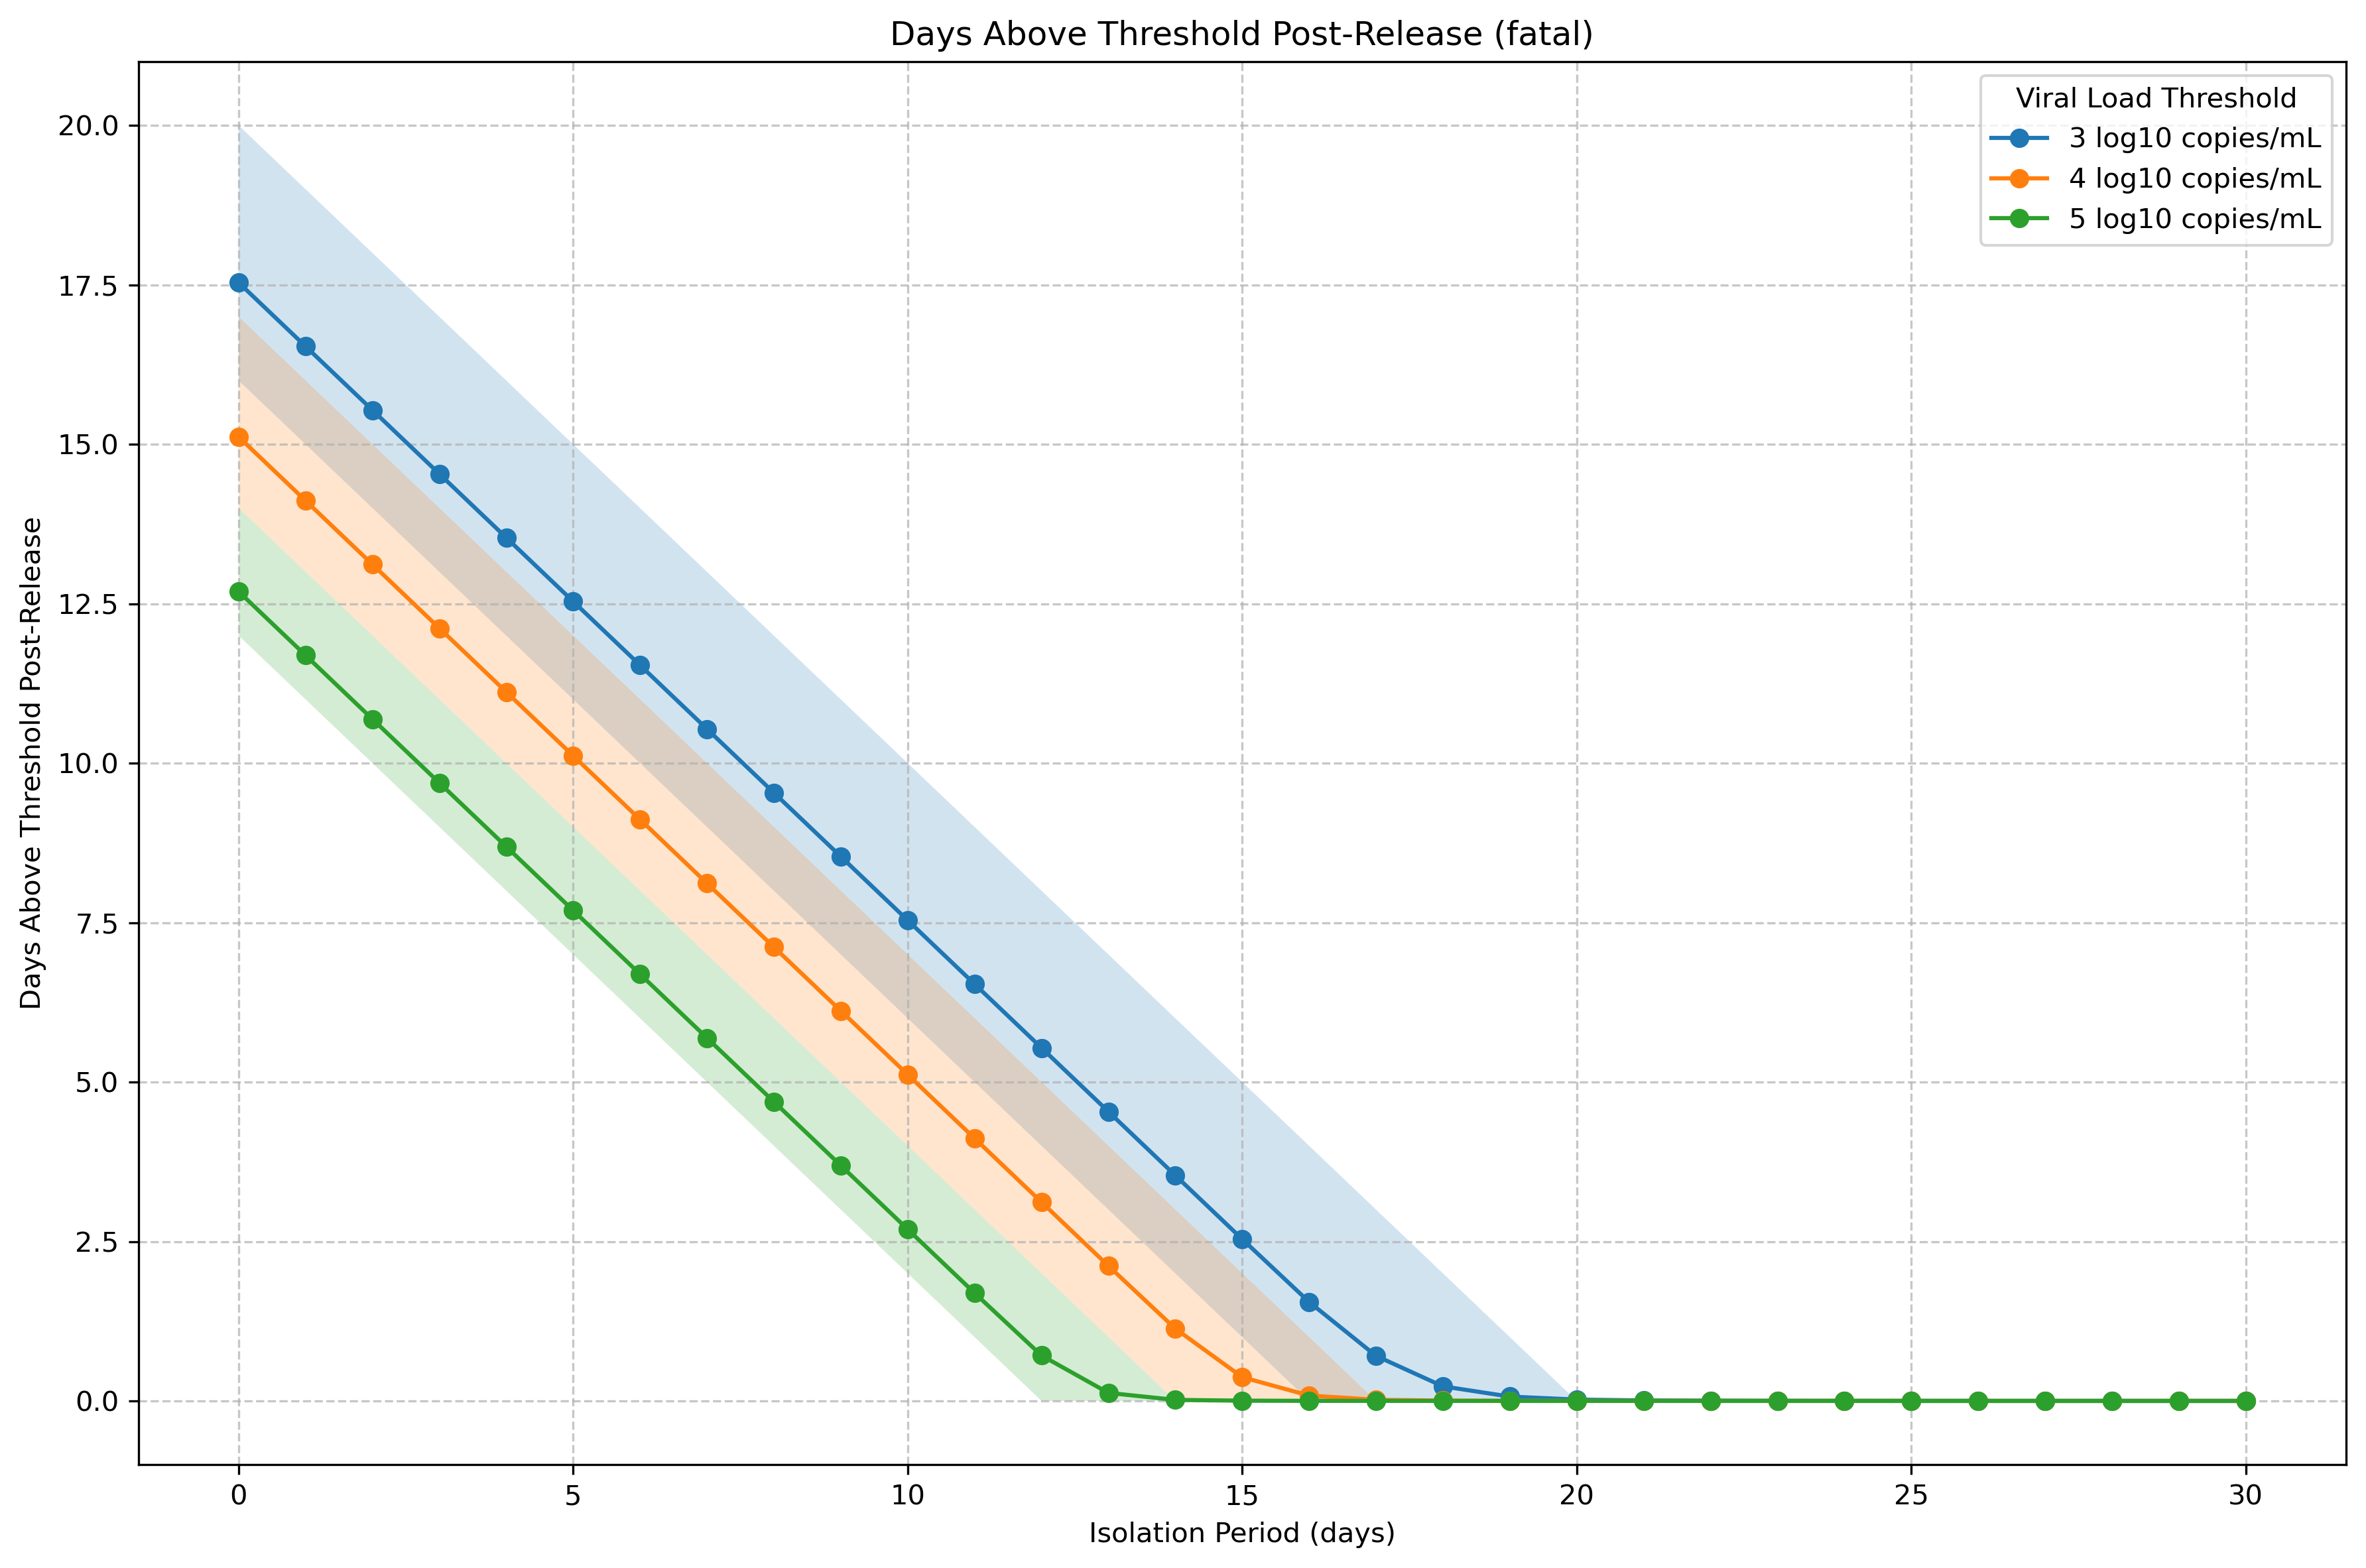 Days Above Threshold Post-Release (fatal)
Viral Load Threshold
3 log10 copies/mL
4 log10 copies/mL
5 log10 copies/mL
Days Above Threshold Post-Release
20.0
17.5
15.0
12.5
10.0
7.5
5.0
2.5
0.0
0 5 10 15 20 25 30
Isolation Period (days)